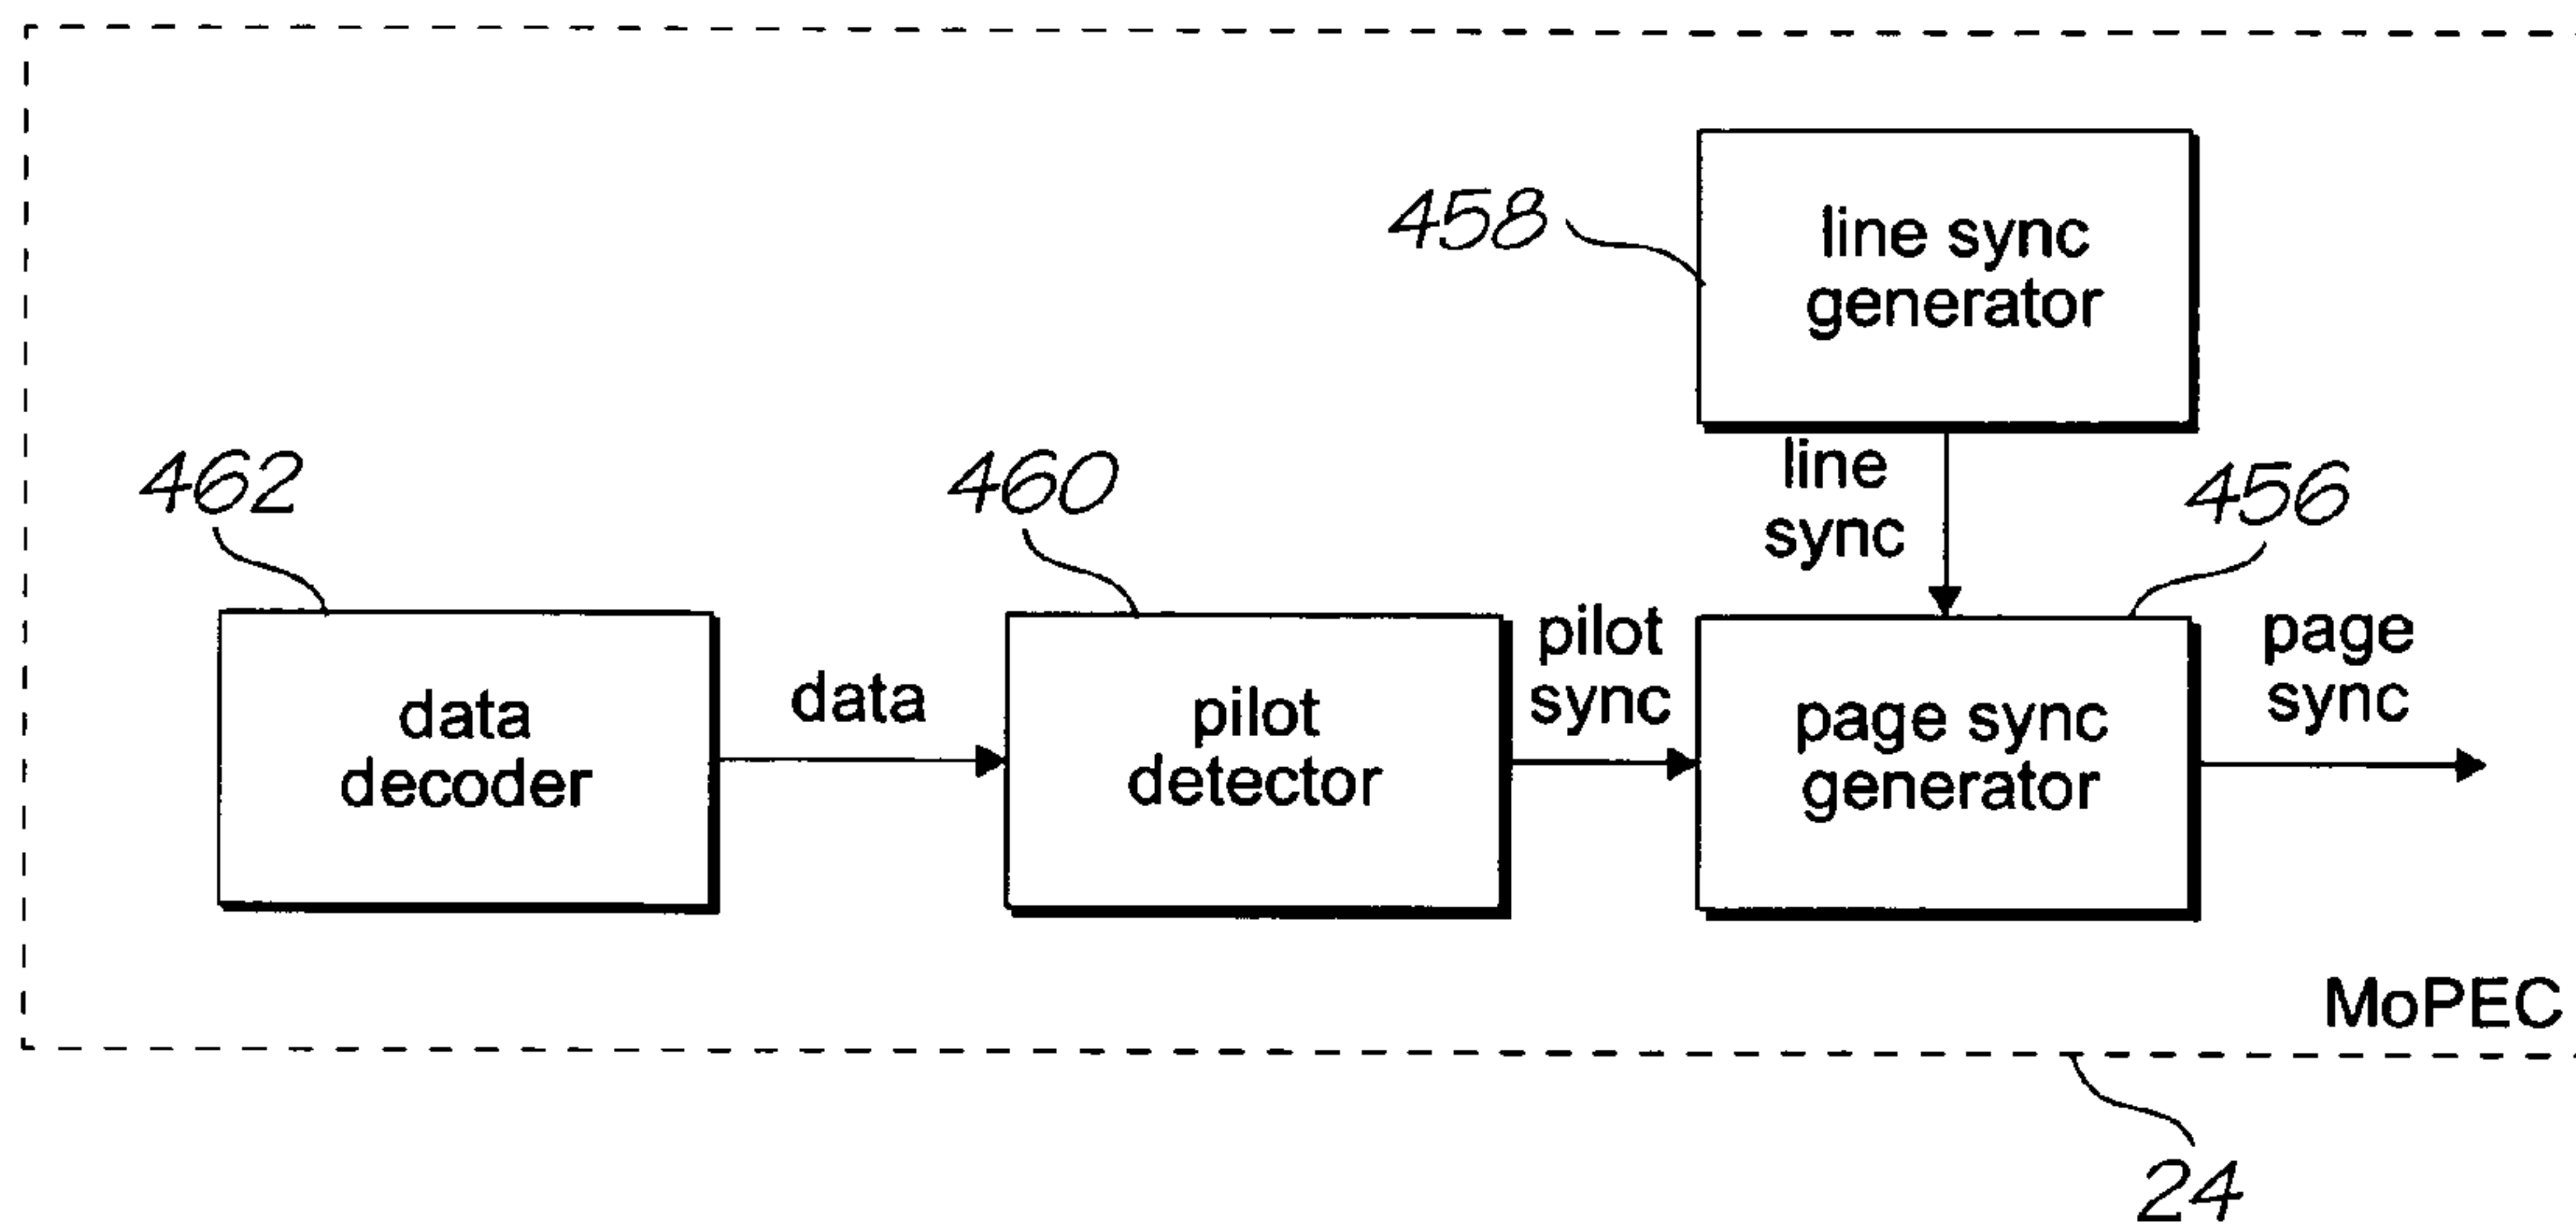 458
line sync
generator
line
sync
462
460
456
data
decoder
data
pilot
detector
pilot
sync
page sync
generator
page
sync
MoPEC
24